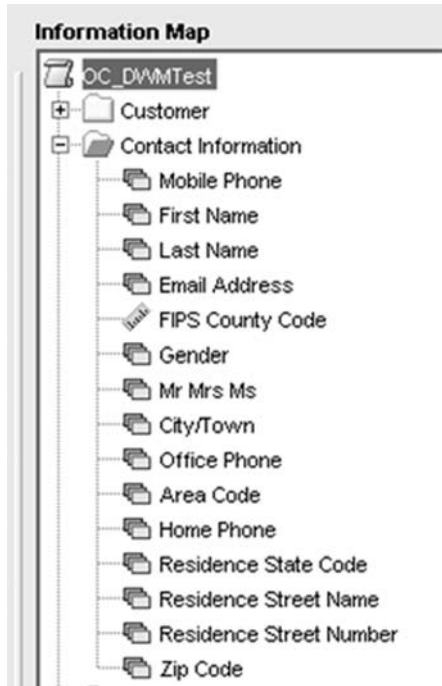 Information Map
OC_DWMTest
Customer
Contact Information
Mobile Phone
First Name
Last Name
Email Address
FIPS County Code
Gender
Mr Mrs Ms
City/Town
Office Phone
Area Code
Home Phone
Residence State Code
Residence Street Name
Residence Street Number
Zip Code